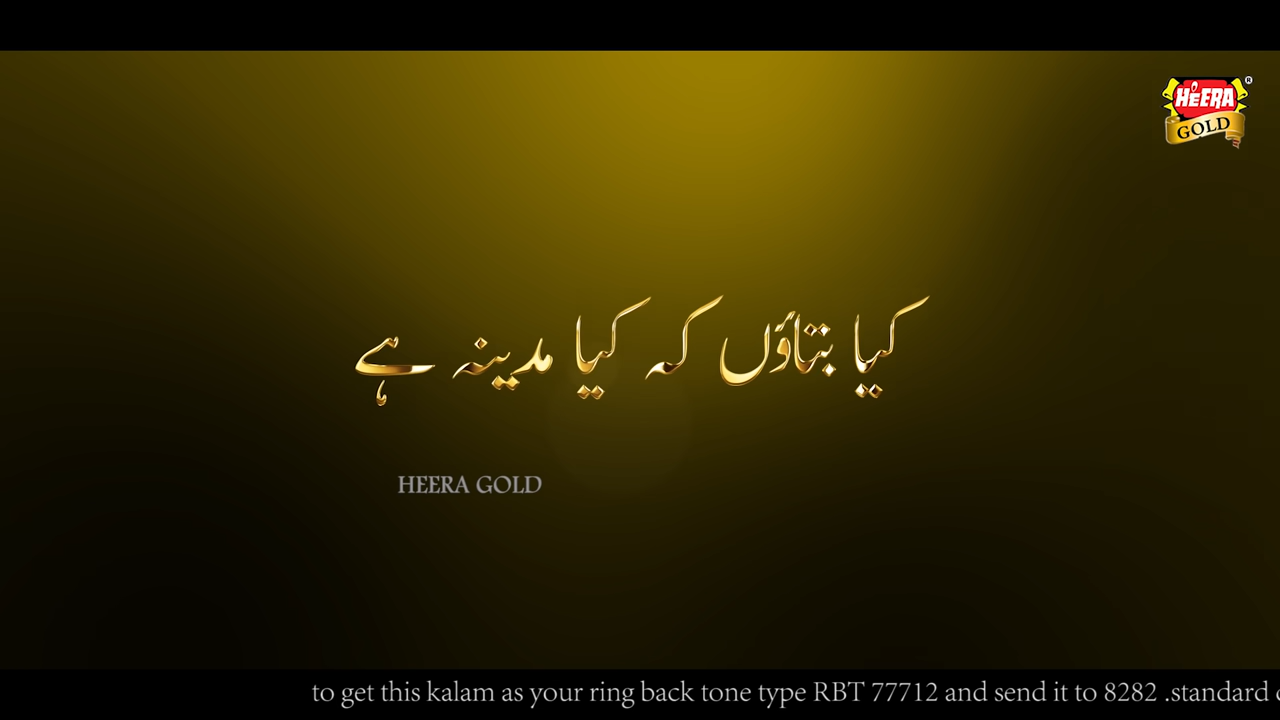 HEERA
GOLD
کیا بتاؤں کہ کیا مدینہ ہے
HEERA GOLD
to get this kalam as your ring back tone type RBT 77712 and send it to 8282 .standard